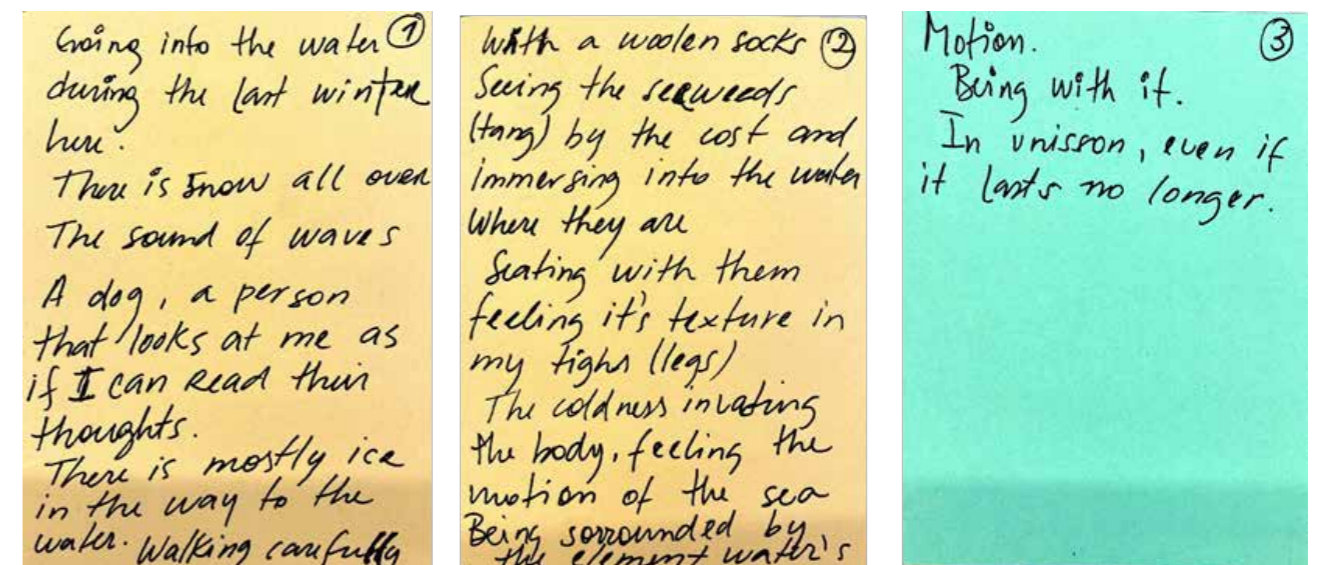 Going into the water ①
during the last winter
here.
There is snow all over
The sound of waves
A dog, a person
that looks at me as
if I can read their
thoughts.
There is mostly ice
in the way to the
water. Walking carefully
With a woolen socks ②
Seeing the seaweeds
(tang) by the cost and
immersing into the water
Where they are
Seating with them
feeling it's texture in
my tighs (legs)
The coldness invating
the body, feeling the
motion of the sea
Being sorrounded by
the element water's
Motion. ③
Being with it.
In unisson, even if
it lasts no longer.